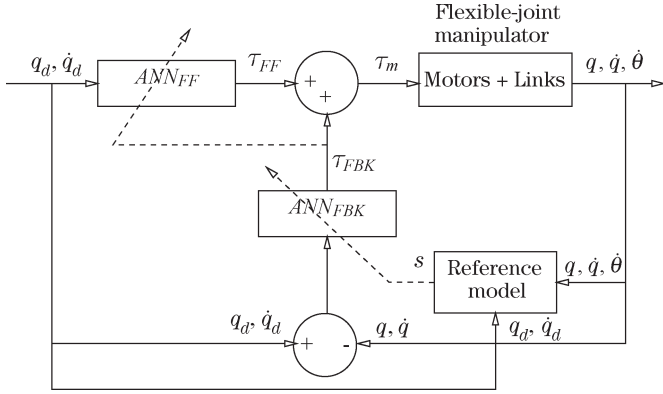 Flexible-joint
manipulator
q_d, q̇_d
ANN_FF
τ_FF
+
+
τ_m
Motors + Links
q, q̇, θ̇
τ_FBK
ANN_FBK
s
Reference
model
q, q̇, θ̇
q_d, q̇_d
+
-
q, q̇
q_d, q̇_d